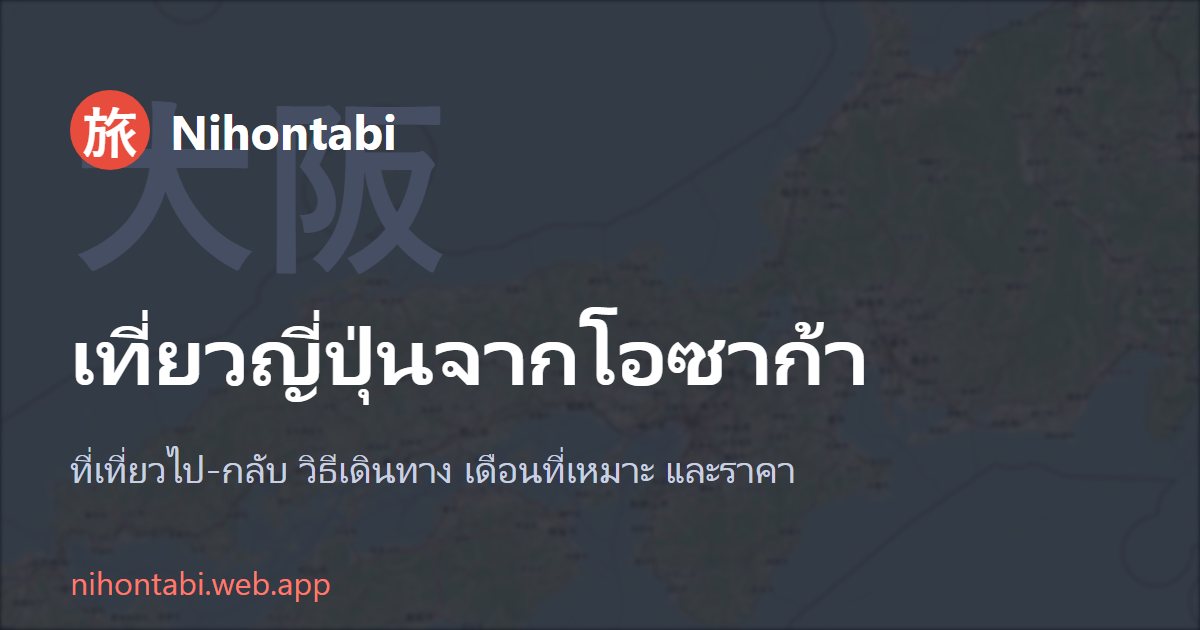 旅 Nihontabi
大阪
เที่ยวญี่ปุ่นจากโอซาก้า
ที่เที่ยวไป-กลับ วิธีเดินทาง เดือนที่เหมาะ และราคา
nihontabi.web.app